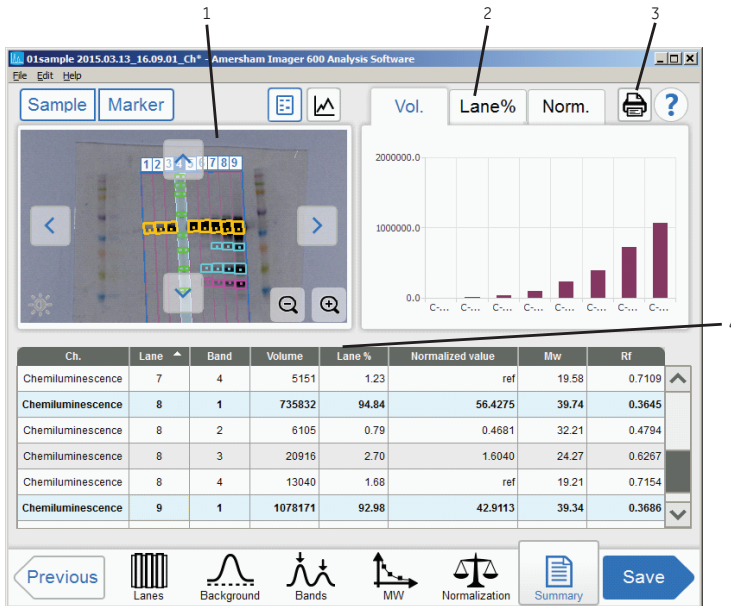 1 2 3
01sample 2015.03.13_16.09.01_Ch* - Amersham Imager 600 Analysis Software
File Edit Help
Sample Marker Vol. Lane% Norm. ?
1 2 3 4 5 6 7 8 9
2000000.0
1000000.0
0.0
C-... C-... C-... C-... C-... C-... C-... C-...
Ch. Lane Band Volume Lane % Normalized value Mw Rf
Chemiluminescence 7 4 5151 1.23 ref 19.58 0.7109
Chemiluminescence 8 1 735832 94.84 56.4275 39.74 0.3645
Chemiluminescence 8 2 6105 0.79 0.4681 32.21 0.4794
Chemiluminescence 8 3 20916 2.70 1.6040 24.27 0.6267
Chemiluminescence 8 4 13040 1.68 ref 19.21 0.7154
Chemiluminescence 9 1 1078171 92.98 42.9113 39.34 0.3686
Previous Lanes Background Bands MW Normalization Summary Save